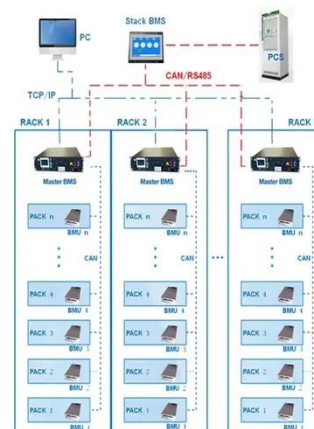 PC
Stack BMS
PCS
CAN/RS485
TCP/IP
RACK 1
RACK 2
RACK
Master BMS
Master BMS
Master BMS
PACK n
BMU n
PACK n
BMU n
PACK n
BMU n
CAN
CAN
CAN
PACK 4
BMU 4
PACK 4
BMU 4
PACK 4
BMU 4
PACK 3
BMU 3
PACK 3
BMU 3
PACK 3
BMU 3
PACK 2
BMU 2
PACK 2
BMU 2
PACK 2
BMU 2
PACK 1
BMU
PACK 1
BMU
PACK 1
BMU